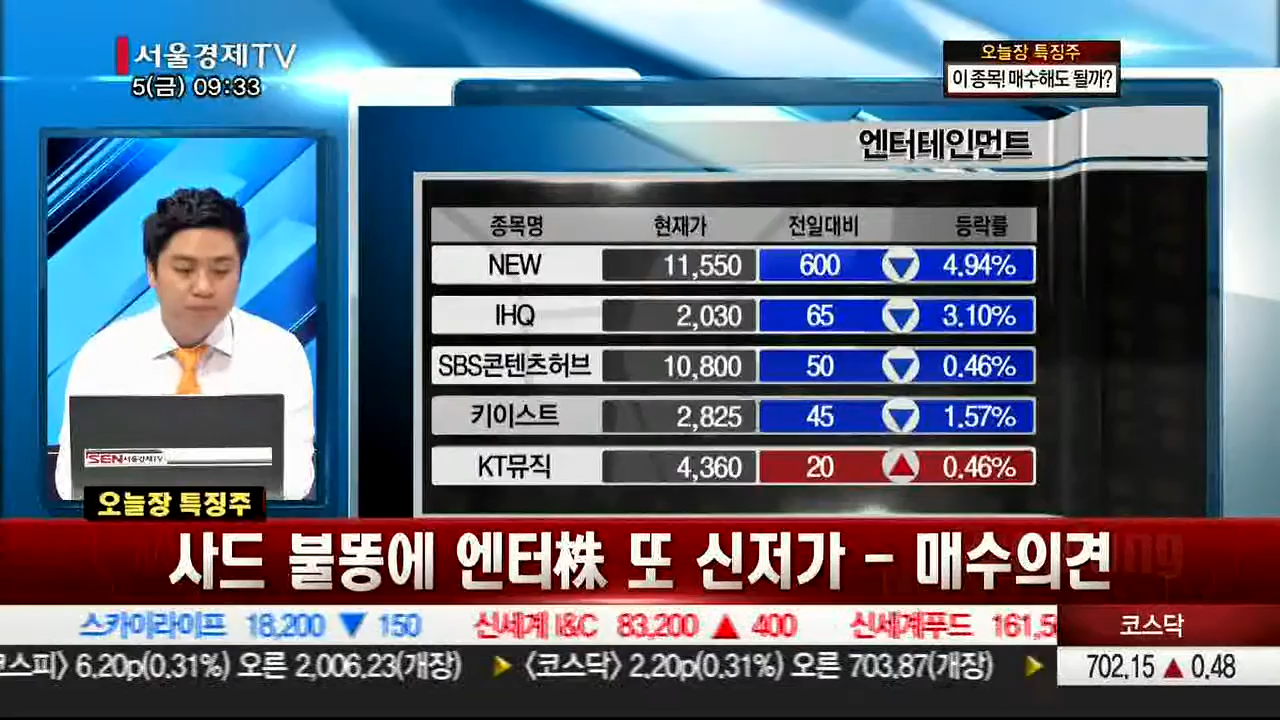 서울경제TV
5(금) 09:33
오늘장 특징주
이 종목! 매수해도 될까?
엔터테인먼트
종목명 현재가 전일대비 등락률
NEW 11,550 600 ▼ 4.94%
IHQ 2,030 65 ▼ 3.10%
SBS콘텐츠허브 10,800 50 ▼ 0.46%
키이스트 2,825 45 ▼ 1.57%
KT뮤직 4,360 20 ▲ 0.46%
SEN서울경제TV
오늘장 특징주
사드 불똥에 엔터株 또 신저가 - 매수의견
스카이라이프 18,200 ▼ 150 신세계 I&C 83,200 ▲ 400 신세계푸드 161,5
코스닥
코스피〉 6.20p(0.31%) 오른 2,006.23(개장) 〈코스닥〉 2.20p(0.31%) 오른 703.87(개장)
702.15 ▲ 0.48